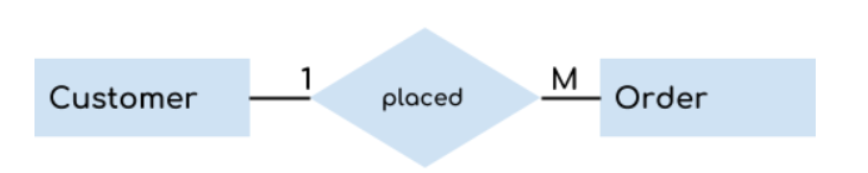 Customer
1
placed
M
Order